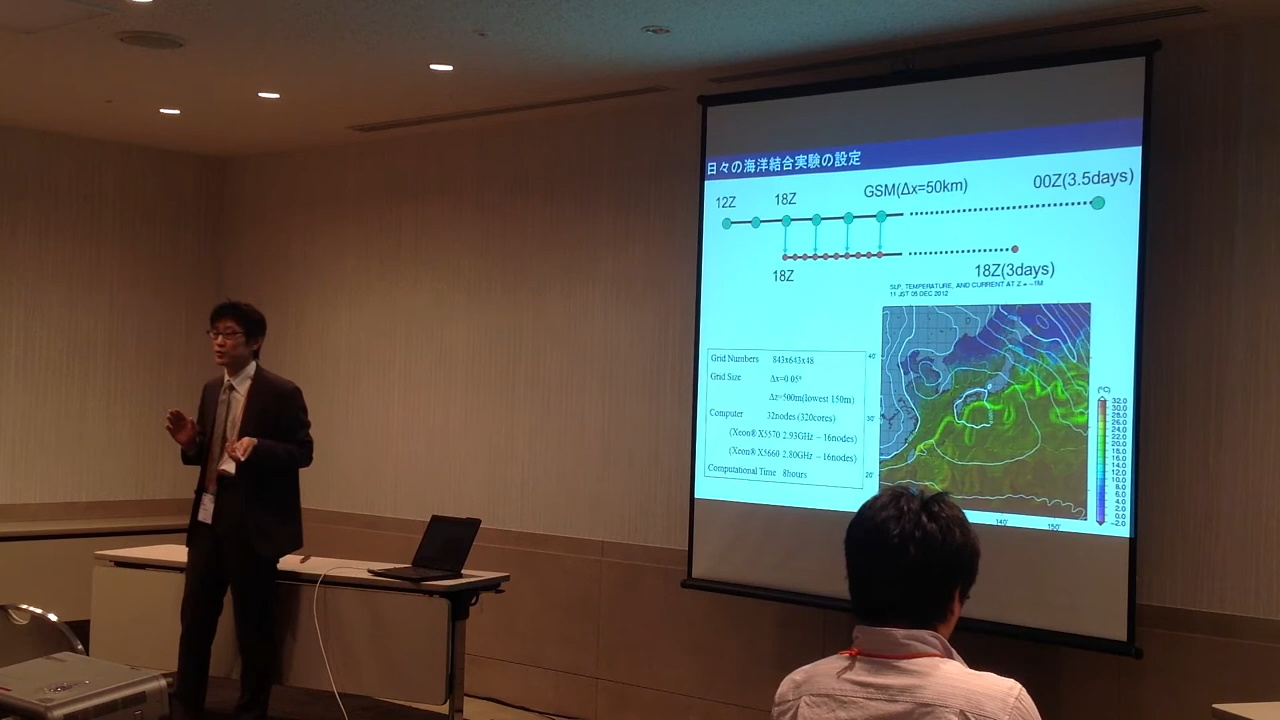 日々の海洋結合実験の設定
12Z 18Z GSM(Δx=50km) 00Z(3.5days)
18Z 18Z(3days)
SLP, TEMPERATURE, AND CURRENT AT Z = -1M
11 JST 05 DEC 2012
Grid Numbers 843x643x48
Grid Size Δx=0.05°
Δz=500m(lowest 150m)
Computer 32nodes (320cores)
(Xeon® X5570 2.93GHz – 16nodes)
(Xeon® X5660 2.80GHz – 16nodes)
Computational Time 8hours
40°
30°
20°
140°
150°
(°C)
32.0
30.0
28.0
26.0
24.0
22.0
20.0
18.0
16.0
14.0
12.0
10.0
8.0
6.0
4.0
2.0
0.0
-2.0